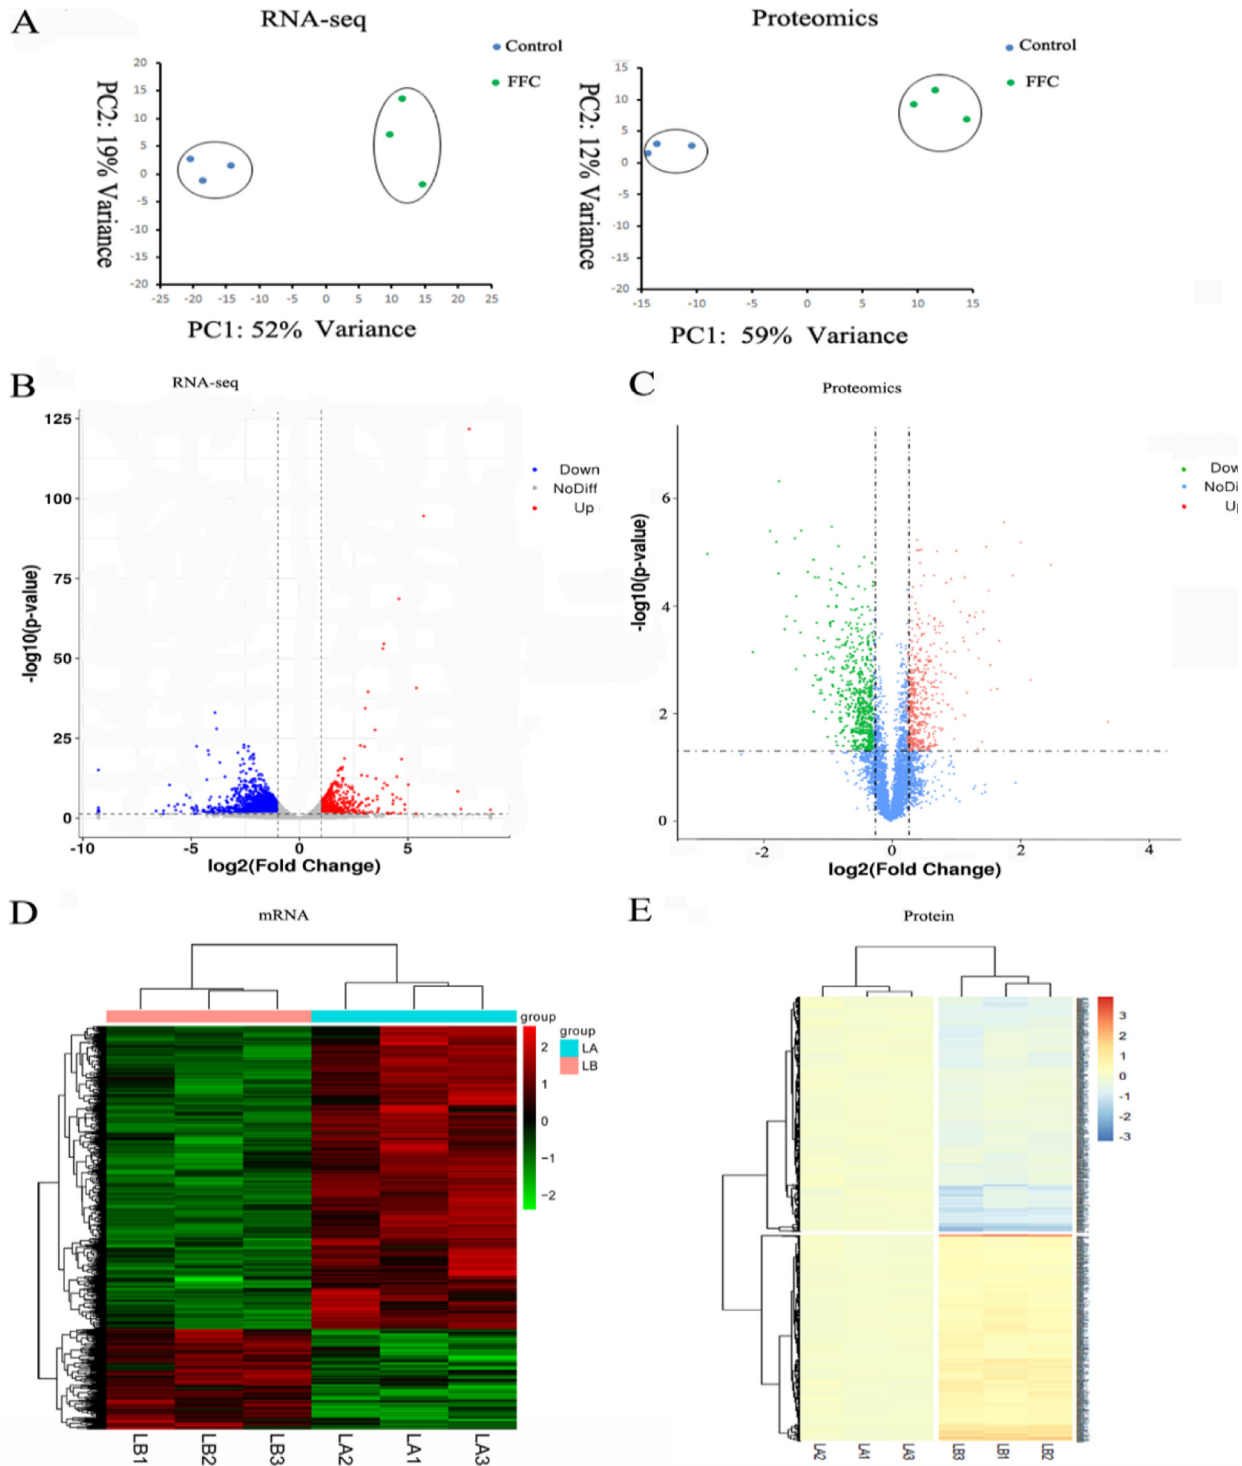 A
RNA-seq
Control
FFC
PC2: 19% Variance
20
15
10
5
0
-5
-10
-15
-20
-25 -20 -15 -10 -5 0 5 10 15 20 25
PC1: 52% Variance
Proteomics
Control
FFC
PC2: 12% Variance
15
10
5
0
-5
-10
-15
-20
-15 -10 -5 0 5 10 15
PC1: 59% Variance
B
RNA-seq
-log10(p-value)
125
100
75
50
25
0
-10 -5 0 5
log2(Fold Change)
Down
NoDiff
Up
C
Proteomics
-log10(p-value)
6
4
2
0
-2 0 2 4
log2(Fold Change)
Dow
NoDi
Up
D
mRNA
group
2
1
0
−1
−2
group
LA
LB
LB1 LB2 LB3 LA2 LA1 LA3
E
Protein
3
2
1
0
-1
-2
-3
LA2 LA1 LA3 LB3 LB1 LB2